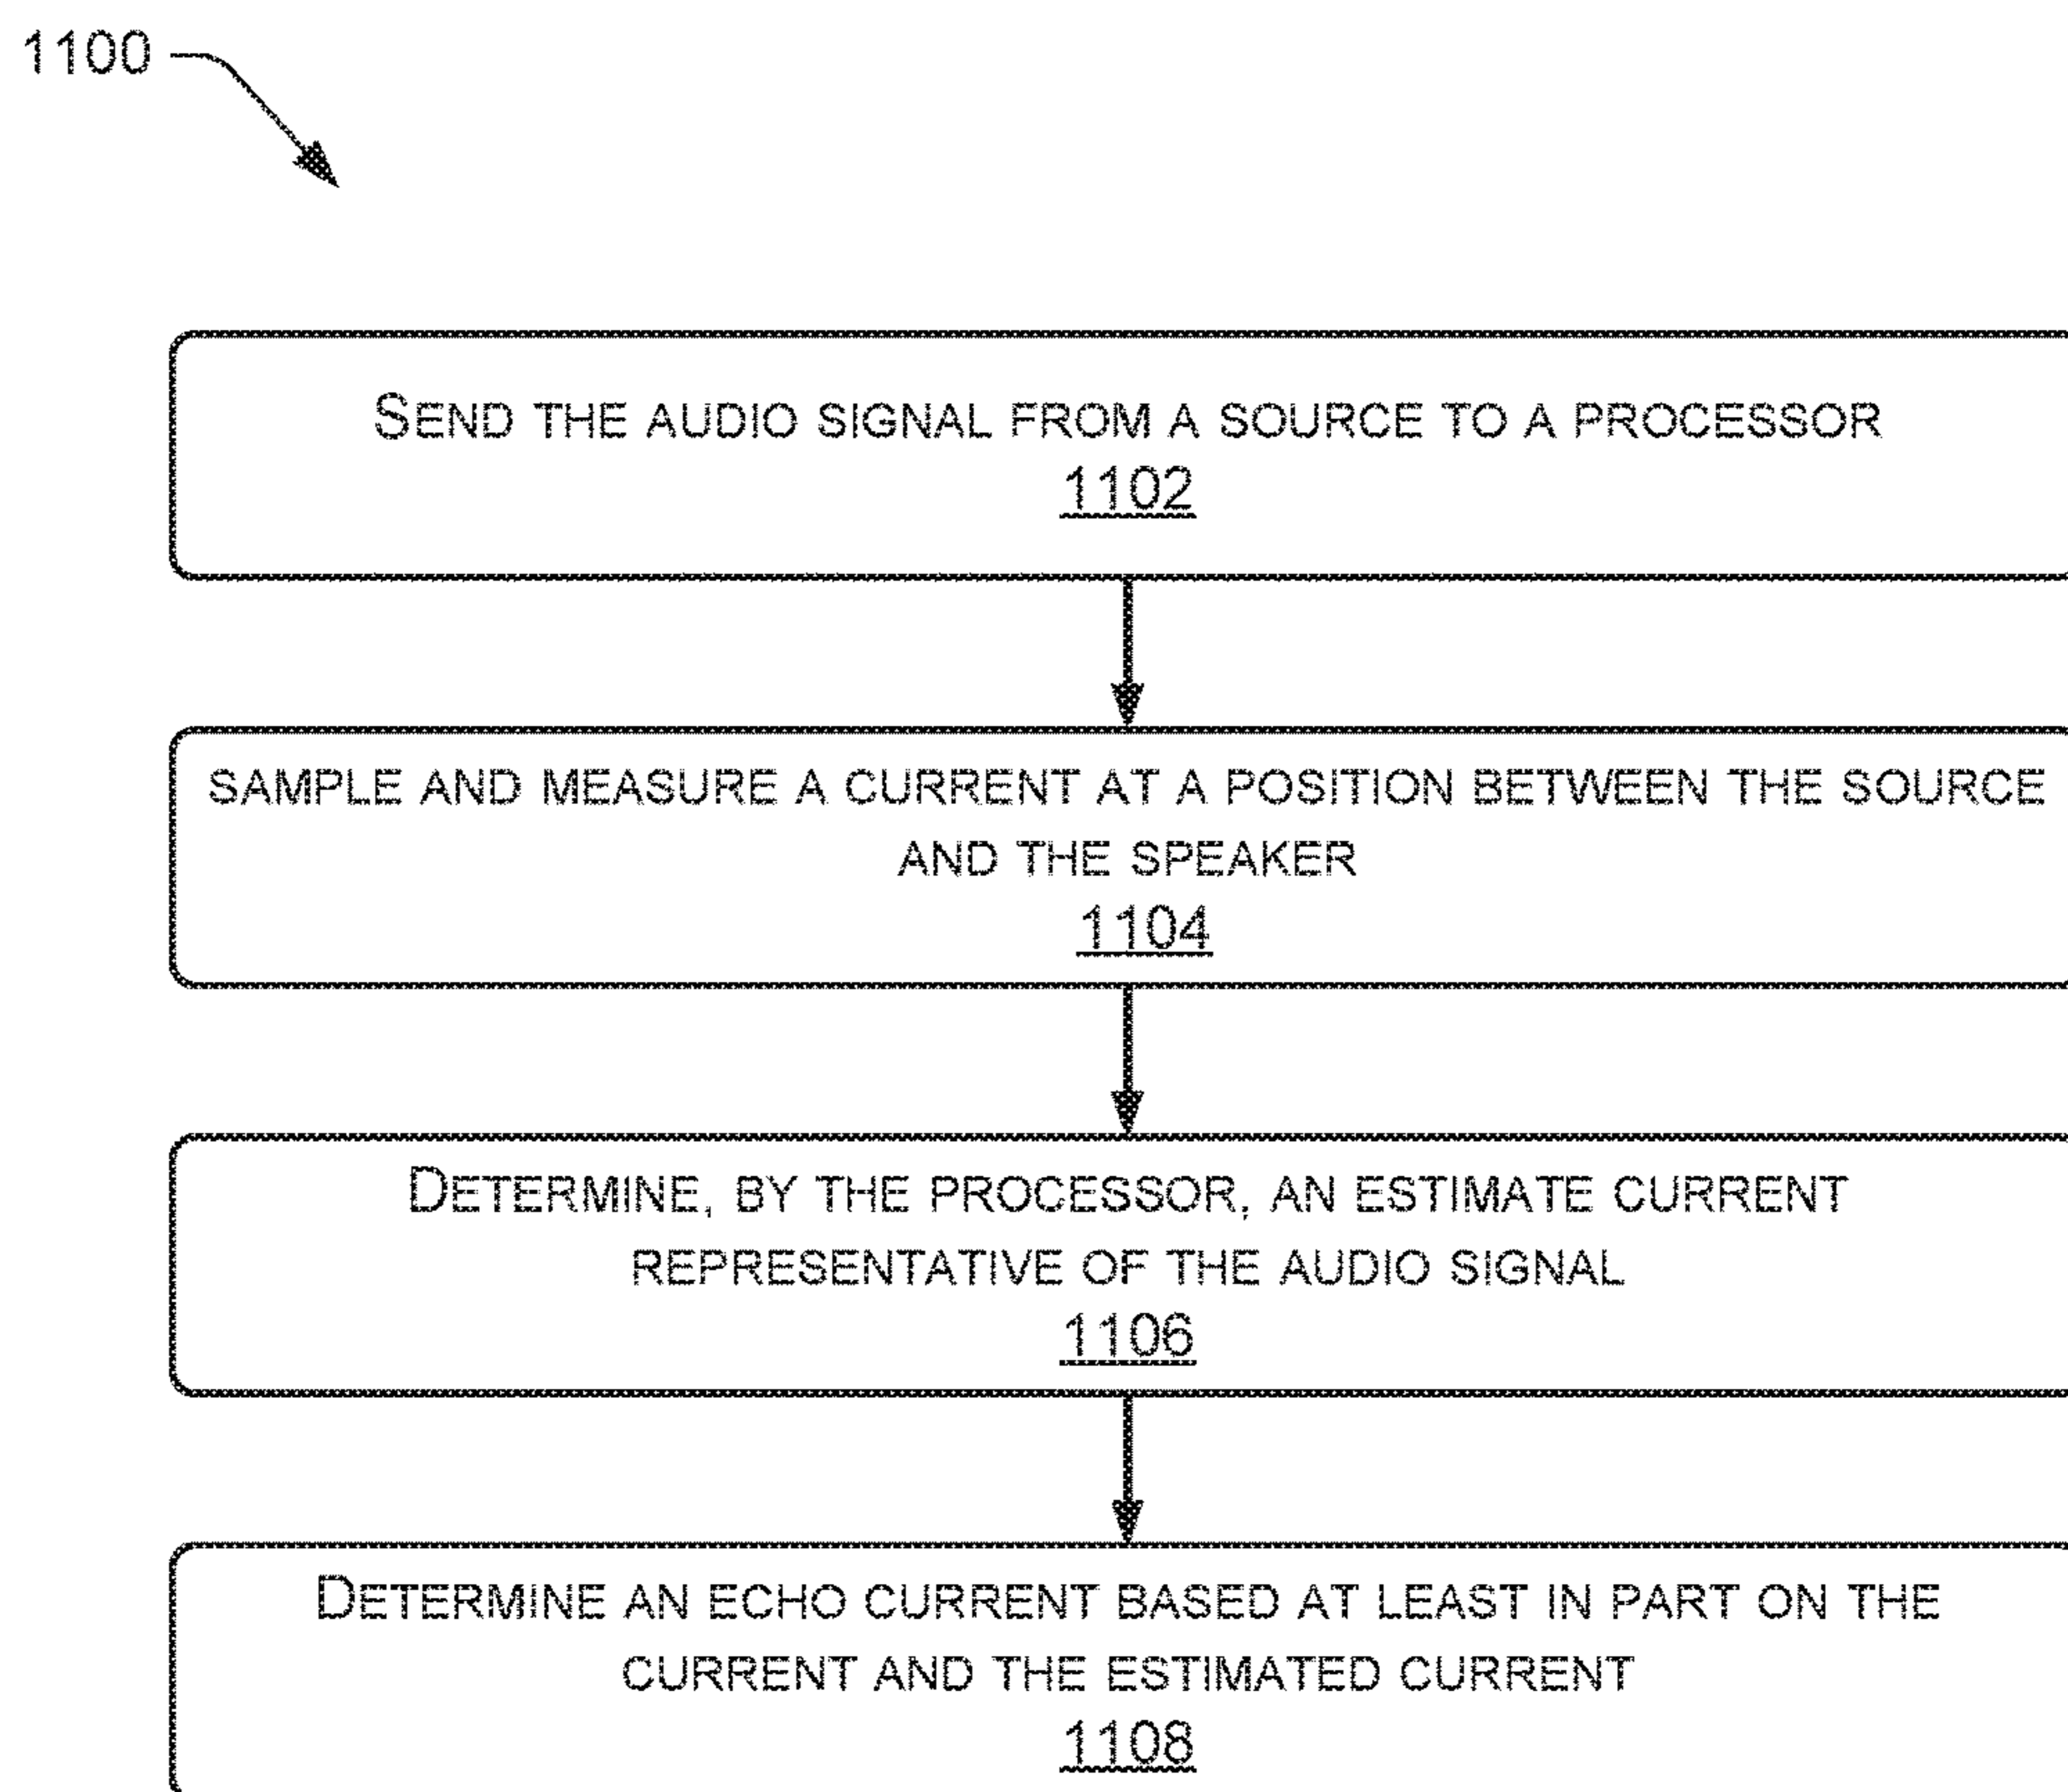 1100
SEND THE AUDIO SIGNAL FROM A SOURCE TO A PROCESSOR
1102
SAMPLE AND MEASURE A CURRENT AT A POSITION BETWEEN THE SOURCE
AND THE SPEAKER
1104
DETERMINE, BY THE PROCESSOR, AN ESTIMATE CURRENT
REPRESENTATIVE OF THE AUDIO SIGNAL
1106
DETERMINE AN ECHO CURRENT BASED AT LEAST IN PART ON THE
CURRENT AND THE ESTIMATED CURRENT
1108